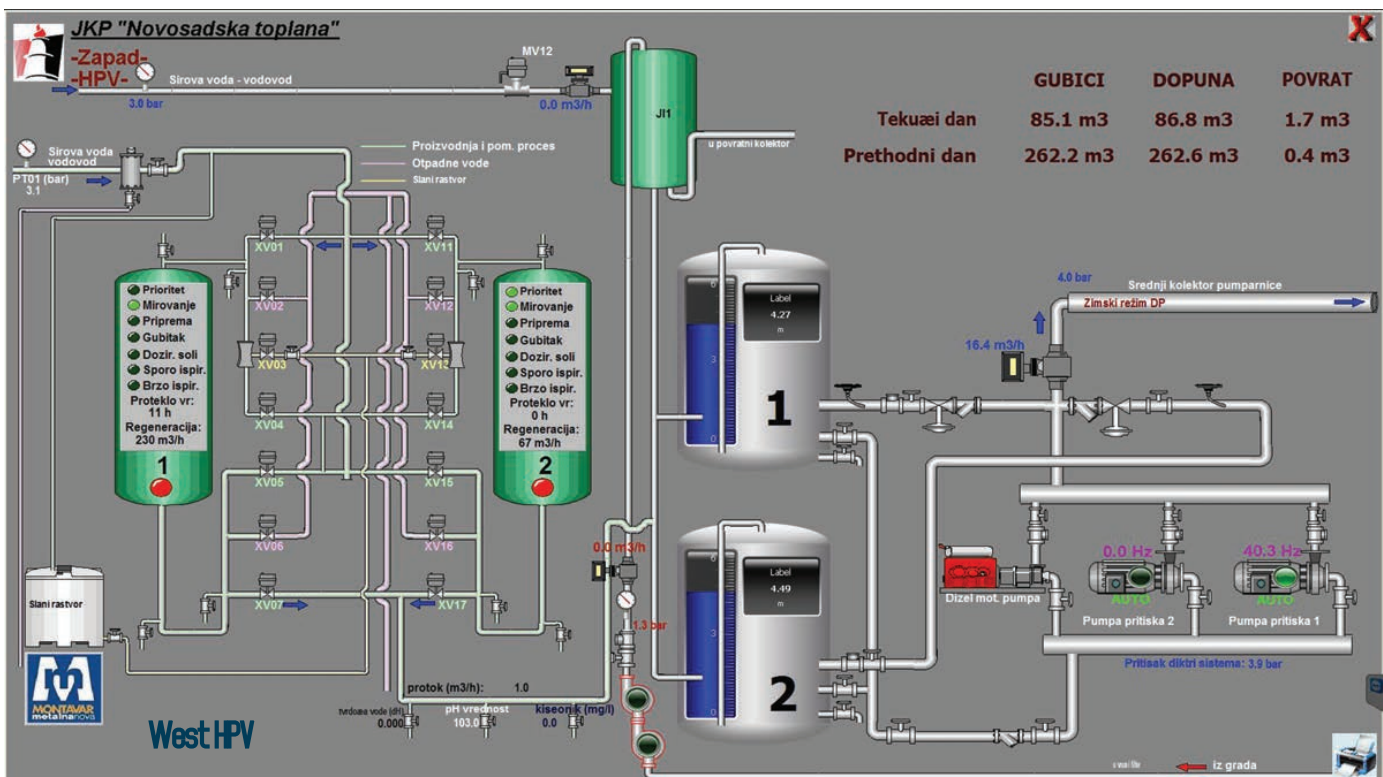 JKP "Novosadska toplana"
-Zapad-
-HPV-
Sirova voda - vodovod
3.0 bar
MV12
0.0 m3/h
JI1
u povratni kolektor
GUBICI DOPUNA POVRAT
Tekuæi dan 85.1 m3 86.8 m3 1.7 m3
Prethodni dan 262.2 m3 262.6 m3 0.4 m3
Sirova voda
vodovod
PT01 (bar)
3.1
Proizvodnja i pom. proces
Otpadne vode
Slani rastvor
XV01 XV11
XV02 XV12
XV03 XV13
XV04 XV14
XV05 XV15
XV06 XV16
XV07 XV17
Prioritet
Mirovanje
Priprema
Gubitak
Dozir. soli
Sporo ispir.
Brzo ispir.
Proteklo vr:
11 h
Regeneracija:
230 m3/h
1
Prioritet
Mirovanje
Priprema
Gubitak
Dozir. soli
Sporo ispir.
Brzo ispir.
Proteklo vr:
0 h
Regeneracija:
67 m3/h
2
6
3
0
Label
4.27
m
1
6
3
0
Label
4.49
m
2
4.0 bar
Srednji kolektor pumparnice
Zimski režim DP
16.4 m3/h
0.0 Hz
40.3 Hz
AUTO
AUTO
Dizel mot. pumpa
Pumpa pritiska 2
Pumpa pritiska 1
Pritisak diktri sistema: 3.9 bar
0.0 m3/h
1.3 bar
Slani rastvor
M
MONTAVAR
metalnanova
West HPV
protok (m3/h): 1.0
0.000
pH vrednost
103.0
kiseonik (mg/l)
0.0
iz grada
X